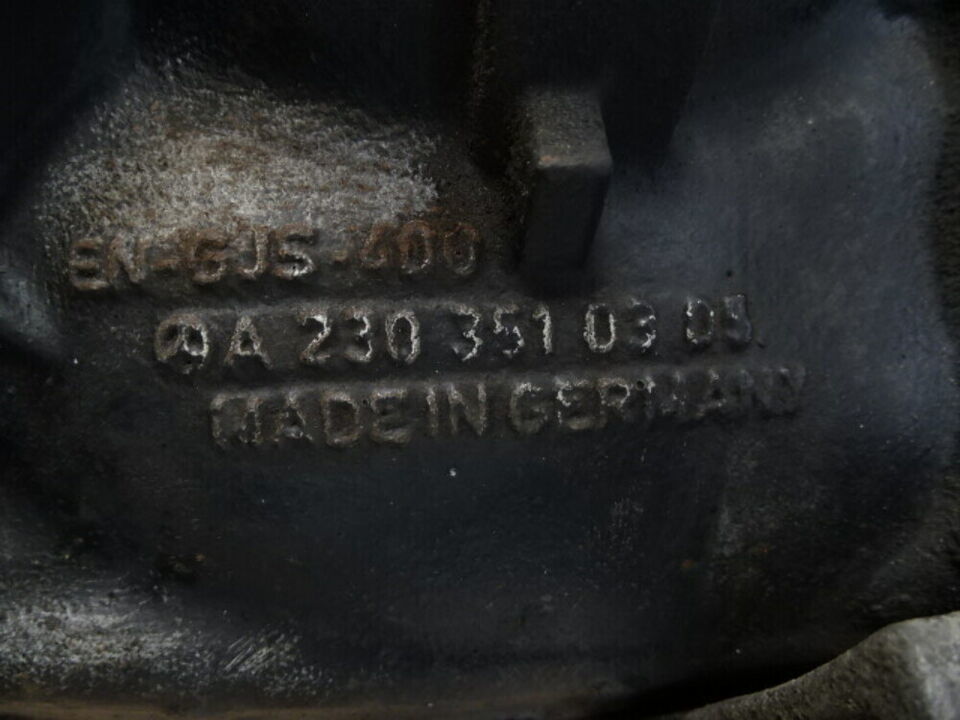 EN-GJS-400
A 230 351 03 05
MADE IN GERMANY